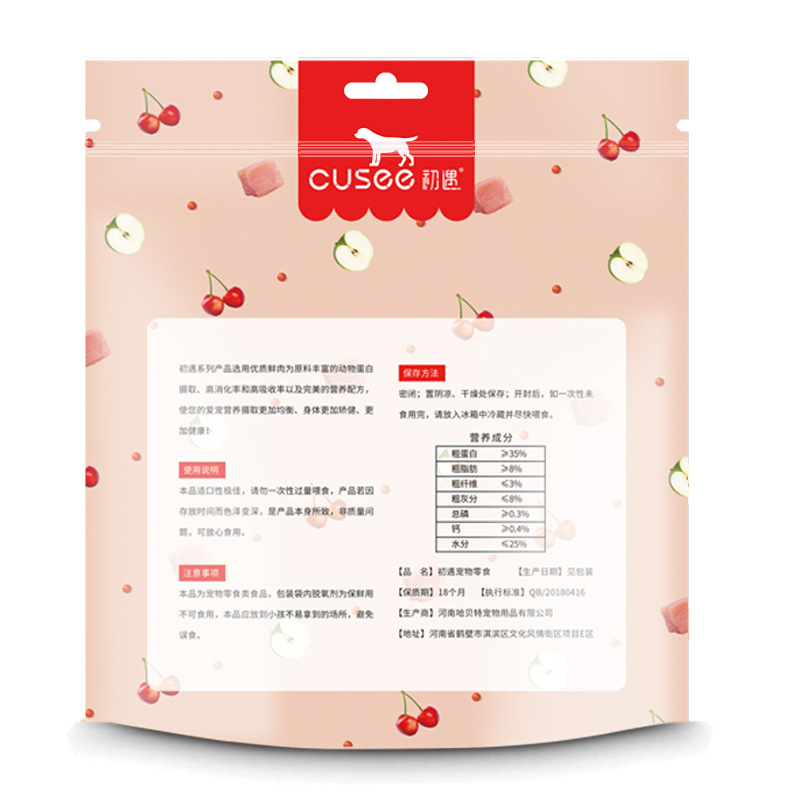 cusee 初遇®
初遇系列产品选用优质鲜肉为原料丰富的动物蛋白
摄取、高消化率和高吸收率以及完美的营养配方，
使您的爱宠营养摄取更加均衡、身体更加矫健、更
加健康！
使用说明
本品适口性极佳，请勿一次性过量喂食，产品若因
存放时间而色泽变深，是产品本身所致，非质量问
题，可放心食用。
注意事项
本品为宠物零食类食品，包装袋内脱氧剂为保鲜用
不可食用，本品应放到小孩不易拿到的场所，避免
误食。
保存方法
密闭；置阴凉、干燥处保存；开封后，如一次性未
食用完，请放入冰箱中冷藏并尽快喂食。
营养成分
粗蛋白 ≥35%
粗脂肪 ≥8%
粗纤维 ≤3%
粗灰分 ≤8%
总磷 ≥0.3%
钙 ≥0.4%
水分 ≤25%
【品 名】初遇宠物零食 【生产日期】见包装
【保质期】18个月 【执行标准】QB/20180416
【生产商】河南哈贝特宠物用品有限公司
【地址】河南省鹤壁市淇滨区文化风情街区项目E区